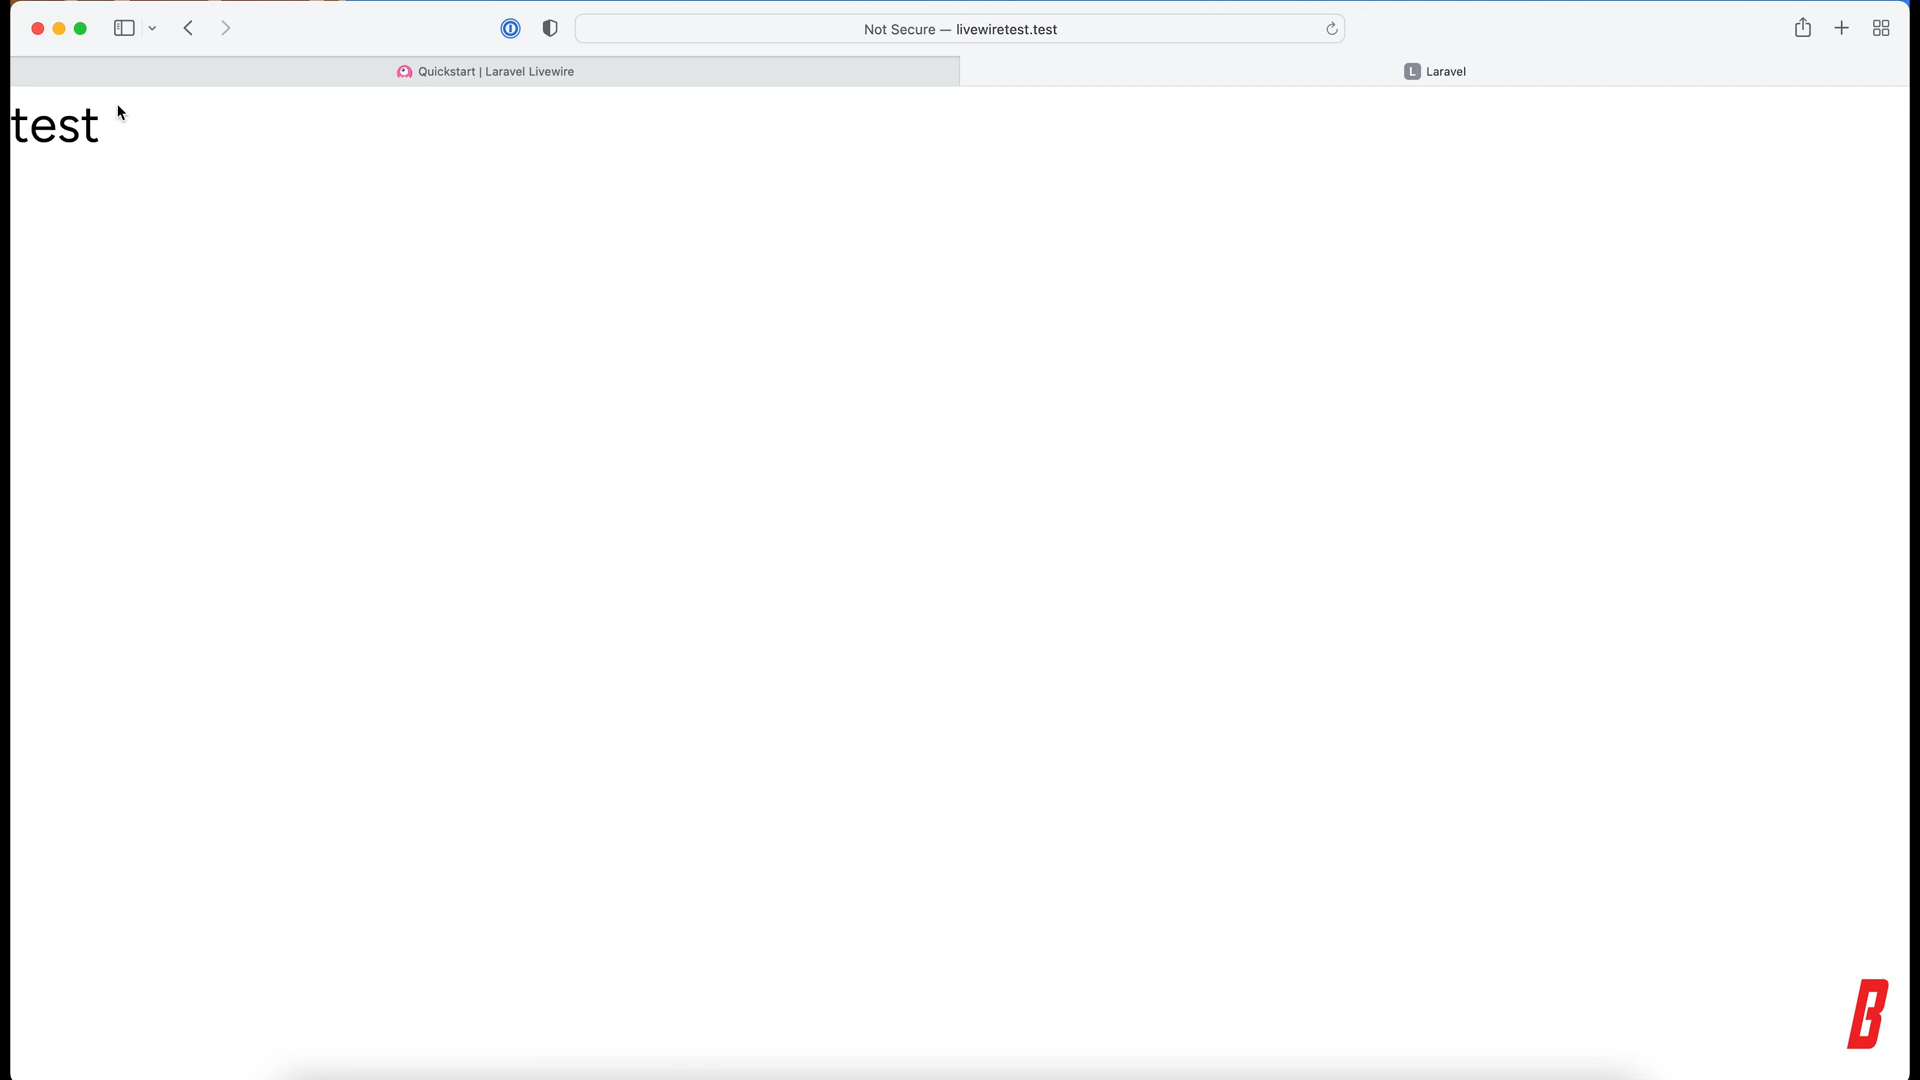 Not Secure — livewiretest.test
Quickstart | Laravel Livewire
L Laravel
test
B